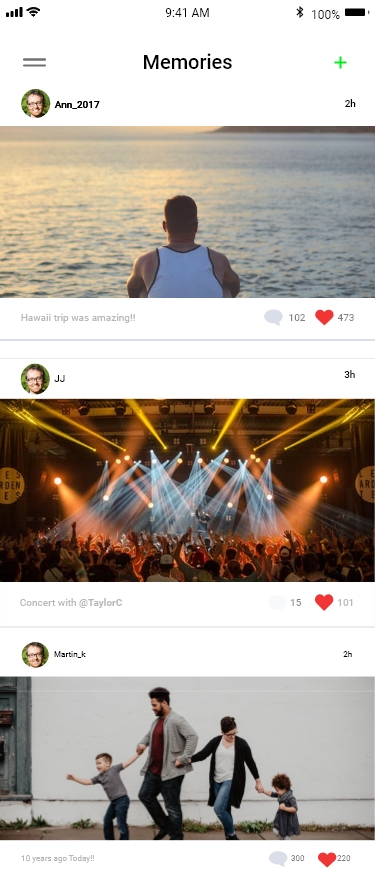 9:41 AM 100%
Memories
Ann_2017 2h
Hawaii trip was amazing!! 102 473
JJ 3h
ARDEN
Concert with @TaylorC 15 101
Martin_k 2h
10 years ago Today!! 300 220